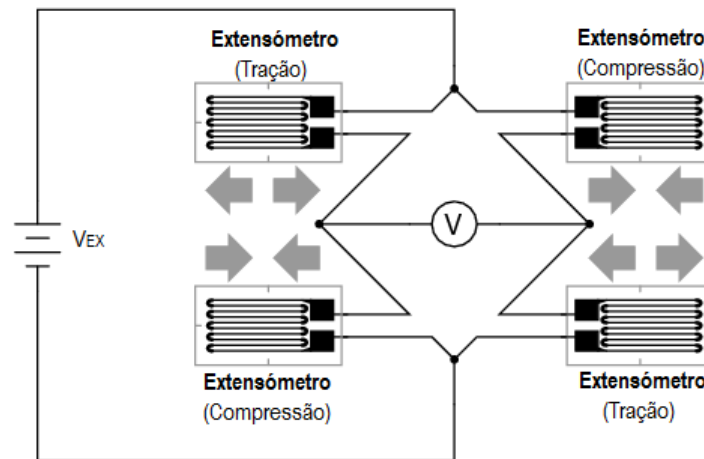 Extensómetro
(Tração)
Extensómetro
(Compressão)
V
VEX
Extensómetro
(Compressão)
Extensómetro
(Tração)